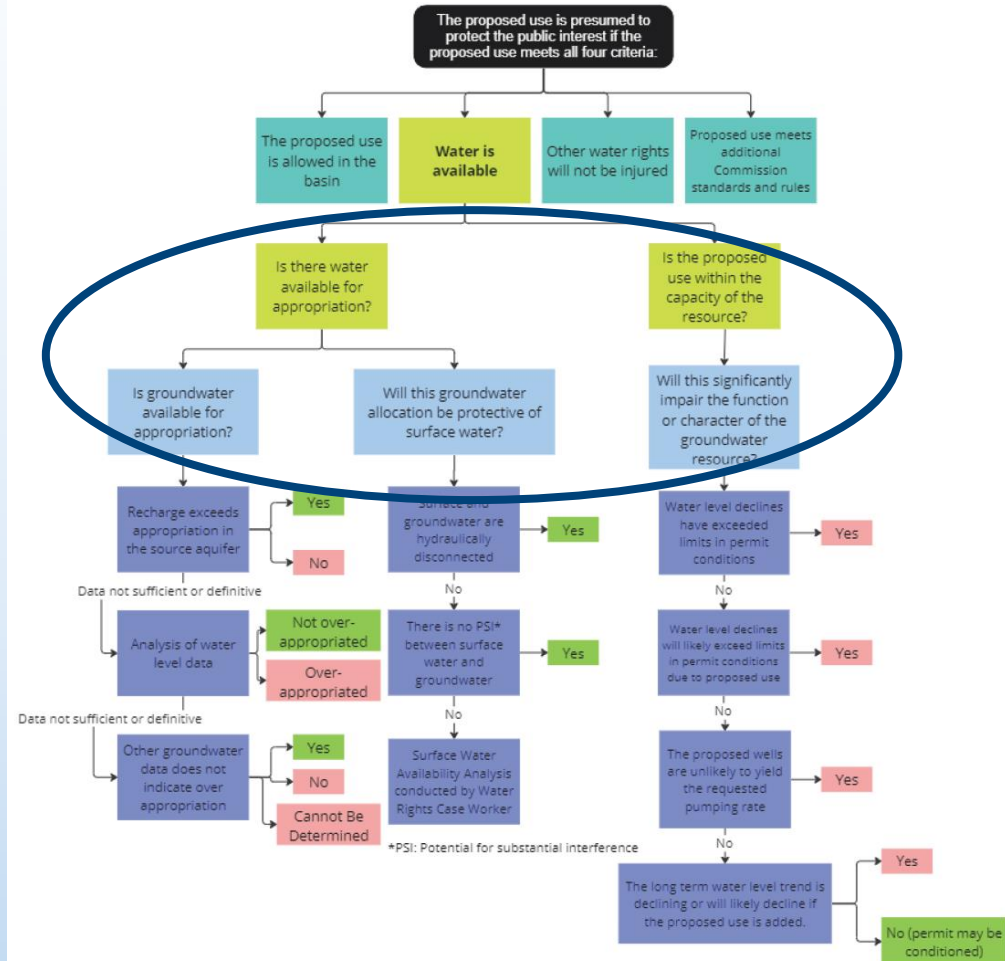 The proposed use is presumed to
protect the public interest if the
proposed use meets all four criteria:
The proposed use
is allowed in the
basin
Water is
available
Other water rights
will not be injured
Proposed use meets
additional
Commission
standards and rules
Is there water
available for
appropriation?
Is the proposed
use within the
capacity of the
resource?
Is groundwater
available for
appropriation?
Will this groundwater
allocation be protective of
surface water?
Will this significantly
impair the function
or character of the
groundwater
resource?
Recharge exceeds
appropriation in
the source aquifer
Yes
No
Data not sufficient or definitive
Analysis of water
level data
Not over-
appropriated
Over-
appropriated
Data not sufficient or definitive
Other groundwater
data does not
indicate over
appropriation
Yes
No
Cannot Be
Determined
Surface and
groundwater are
hydraulically
disconnected
Yes
No
There is no PSI*
between surface
water and
groundwater
Yes
No
Surface Water
Availability Analysis
conducted by Water
Rights Case Worker
*PSI: Potential for substantial interference
Water level declines
have exceeded
limits in permit
conditions
Yes
No
Water level declines
will likely exceed limits
in permit conditions
due to proposed use
Yes
No
The proposed wells
are unlikely to yield
the requested
pumping rate
Yes
No
The long term water level trend is
declining or will likely decline if
the proposed use is added.
Yes
No (permit may be
conditioned)